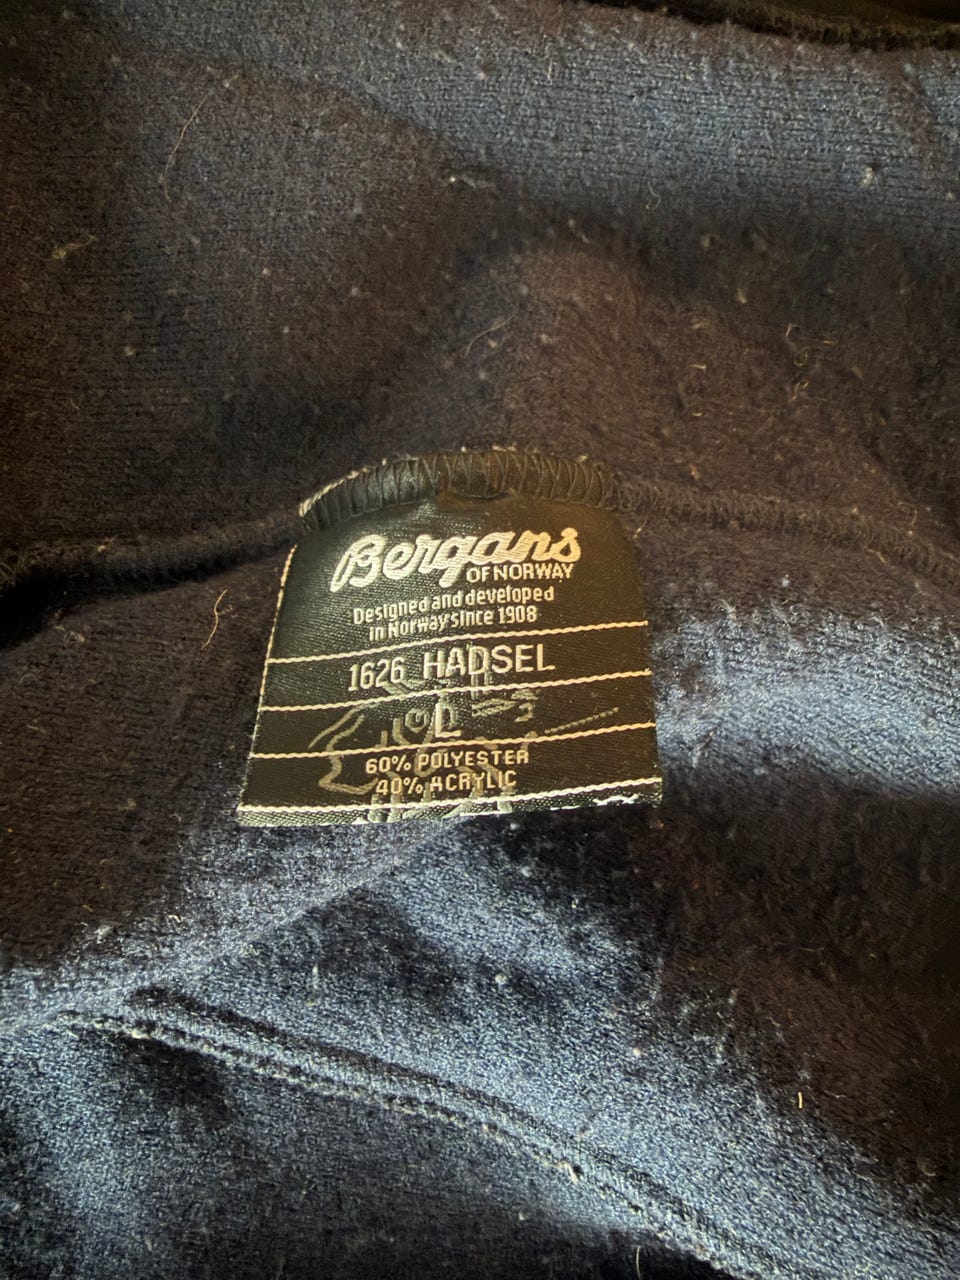 Bergans
OF NORWAY
Designed and developed
in Norway since 1908
1626 HADSEL
L
60% POLYESTER
40% ACRYLIC